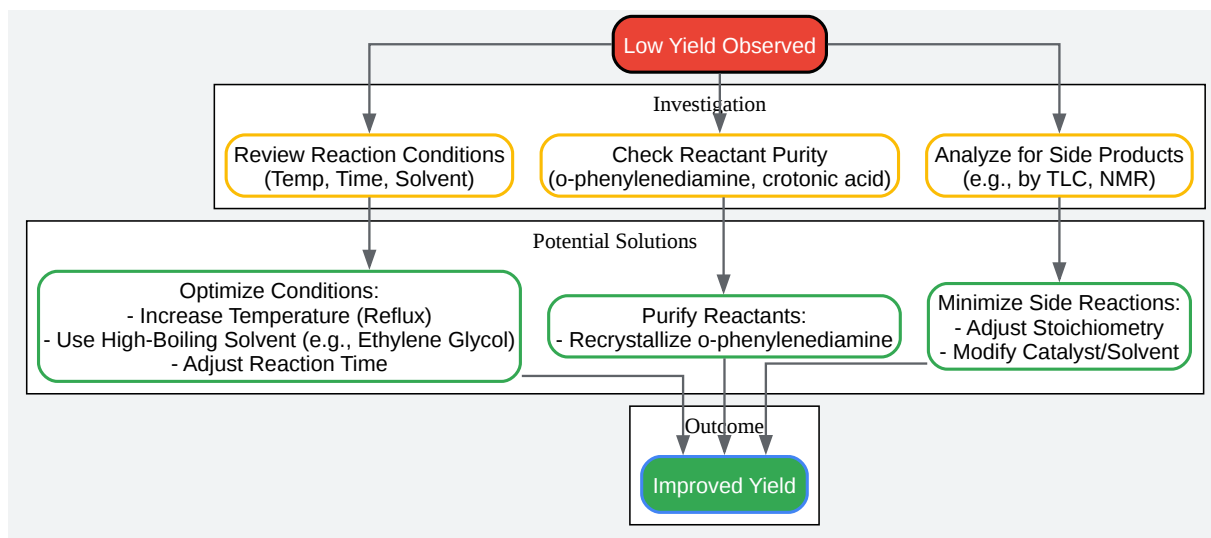 Low Yield Observed
Investigation
Review Reaction Conditions
(Temp, Time, Solvent)
Check Reactant Purity
(o-phenylenediamine, crotonic acid)
Analyze for Side Products
(e.g., by TLC, NMR)
Potential Solutions
Optimize Conditions:
- Increase Temperature (Reflux)
- Use High-Boiling Solvent (e.g., Ethylene Glycol)
- Adjust Reaction Time
Purify Reactants:
- Recrystallize o-phenylenediamine
Minimize Side Reactions:
- Adjust Stoichiometry
- Modify Catalyst/Solvent
Outcome
Improved Yield